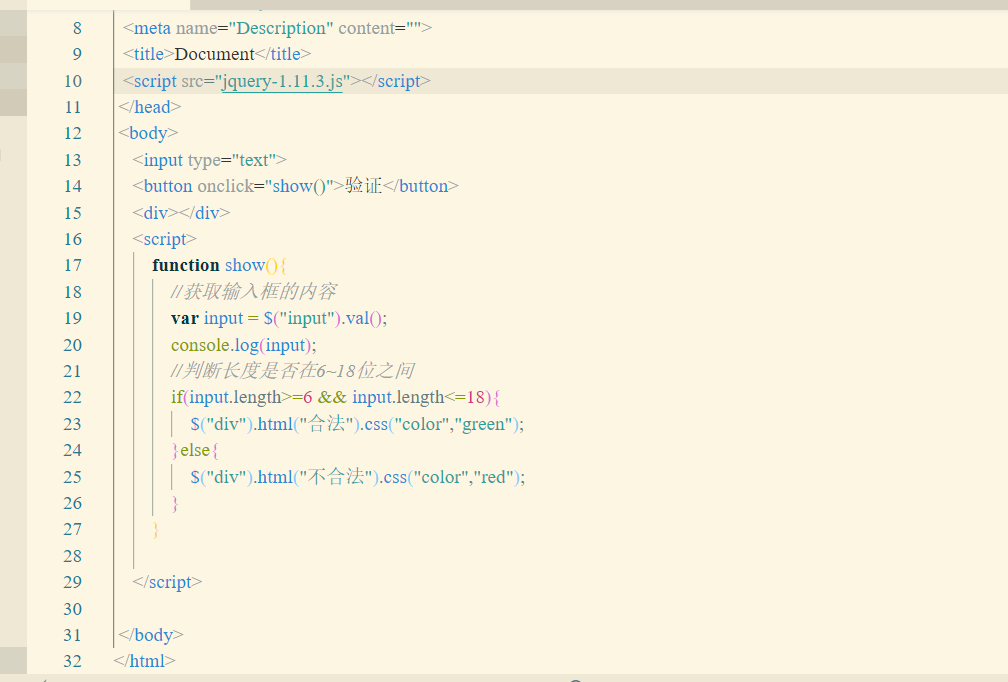 8 <meta name="Description" content="">
9 <title>Document</title>
10 <script src="jquery-1.11.3.js"></script>
11 </head>
12 <body>
13 <input type="text">
14 <button onclick="show()">验证</button>
15 <div></div>
16 <script>
17 function show(){
18 //获取输入框的内容
19 var input = $("input").val();
20 console.log(input);
21 //判断长度是否在6~18位之间
22 if(input.length>=6 && input.length<=18){
23 $("div").html("合法").css("color","green");
24 }else{
25 $("div").html("不合法").css("color","red");
26 }
27 }
28
29 </script>
30
31 </body>
32 </html>